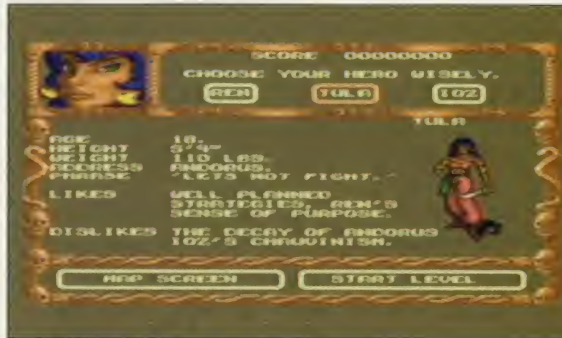 SCORE 00000000
CHOOSE YOUR HERO WISELY.
REN TULA IOZ
TULA
AGE 18.
HEIGHT 5'4"
WEIGHT 110 LBS.
ADDRESS ANDORUS.
PHRASE "LETS NOT FIGHT."
LIKES WELL PLANNED
STRATEGIES, REN'S
SENSE OF PURPOSE.
DISLIKES THE DECAY OF ANDORUS
IOZ'S CHAUVINISM.
MAP SCREEN START LEVEL